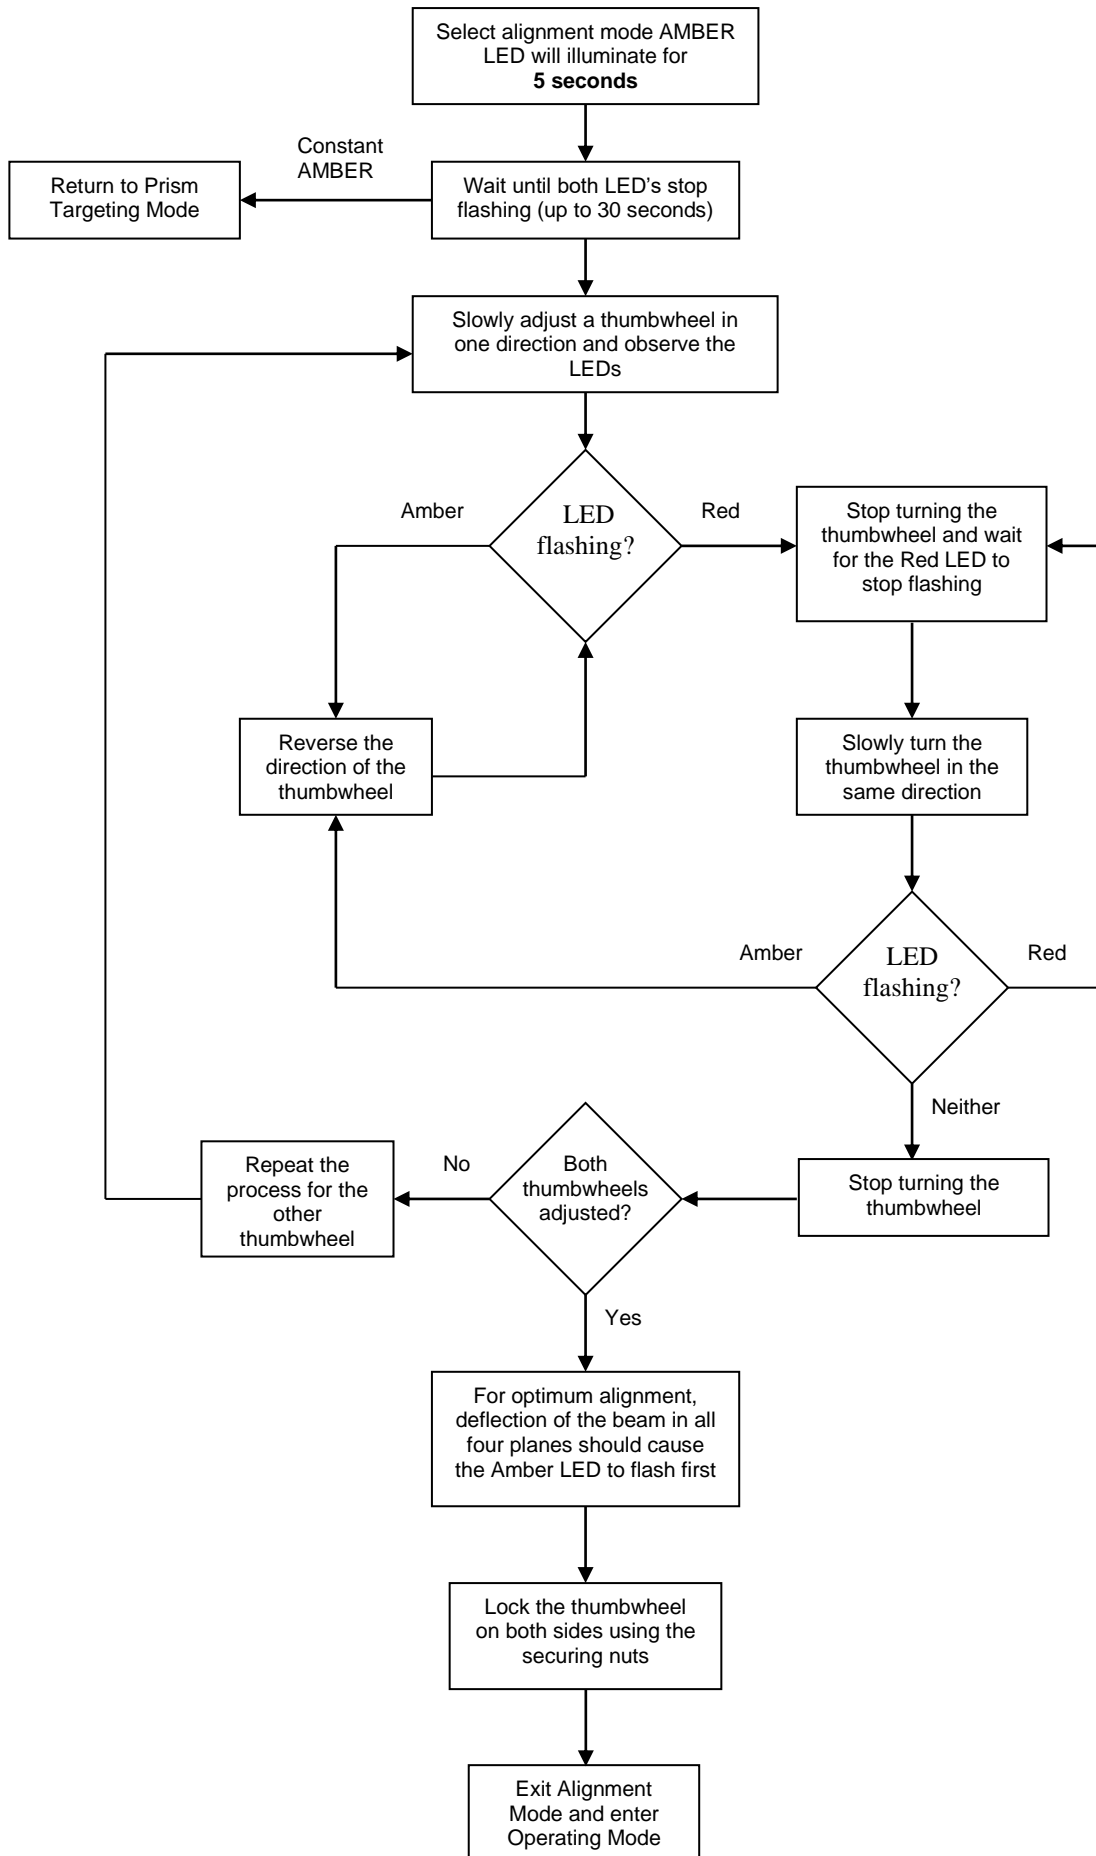 Select alignment mode AMBER
LED will illuminate for
5 seconds
Constant
AMBER
Return to Prism
Targeting Mode
Wait until both LED's stop
flashing (up to 30 seconds)
Slowly adjust a thumbwheel in
one direction and observe the
LEDs
Amber
LED
flashing?
Red
Stop turning the
thumbwheel and wait
for the Red LED to
stop flashing
Reverse the
direction of the
thumbwheel
Slowly turn the
thumbwheel in the
same direction
Amber
LED
flashing?
Red
Neither
Repeat the
process for the
other
thumbwheel
No
Both
thumbwheels
adjusted?
Stop turning the
thumbwheel
Yes
For optimum alignment,
deflection of the beam in all
four planes should cause
the Amber LED to flash first
Lock the thumbwheel
on both sides using the
securing nuts
Exit Alignment
Mode and enter
Operating Mode